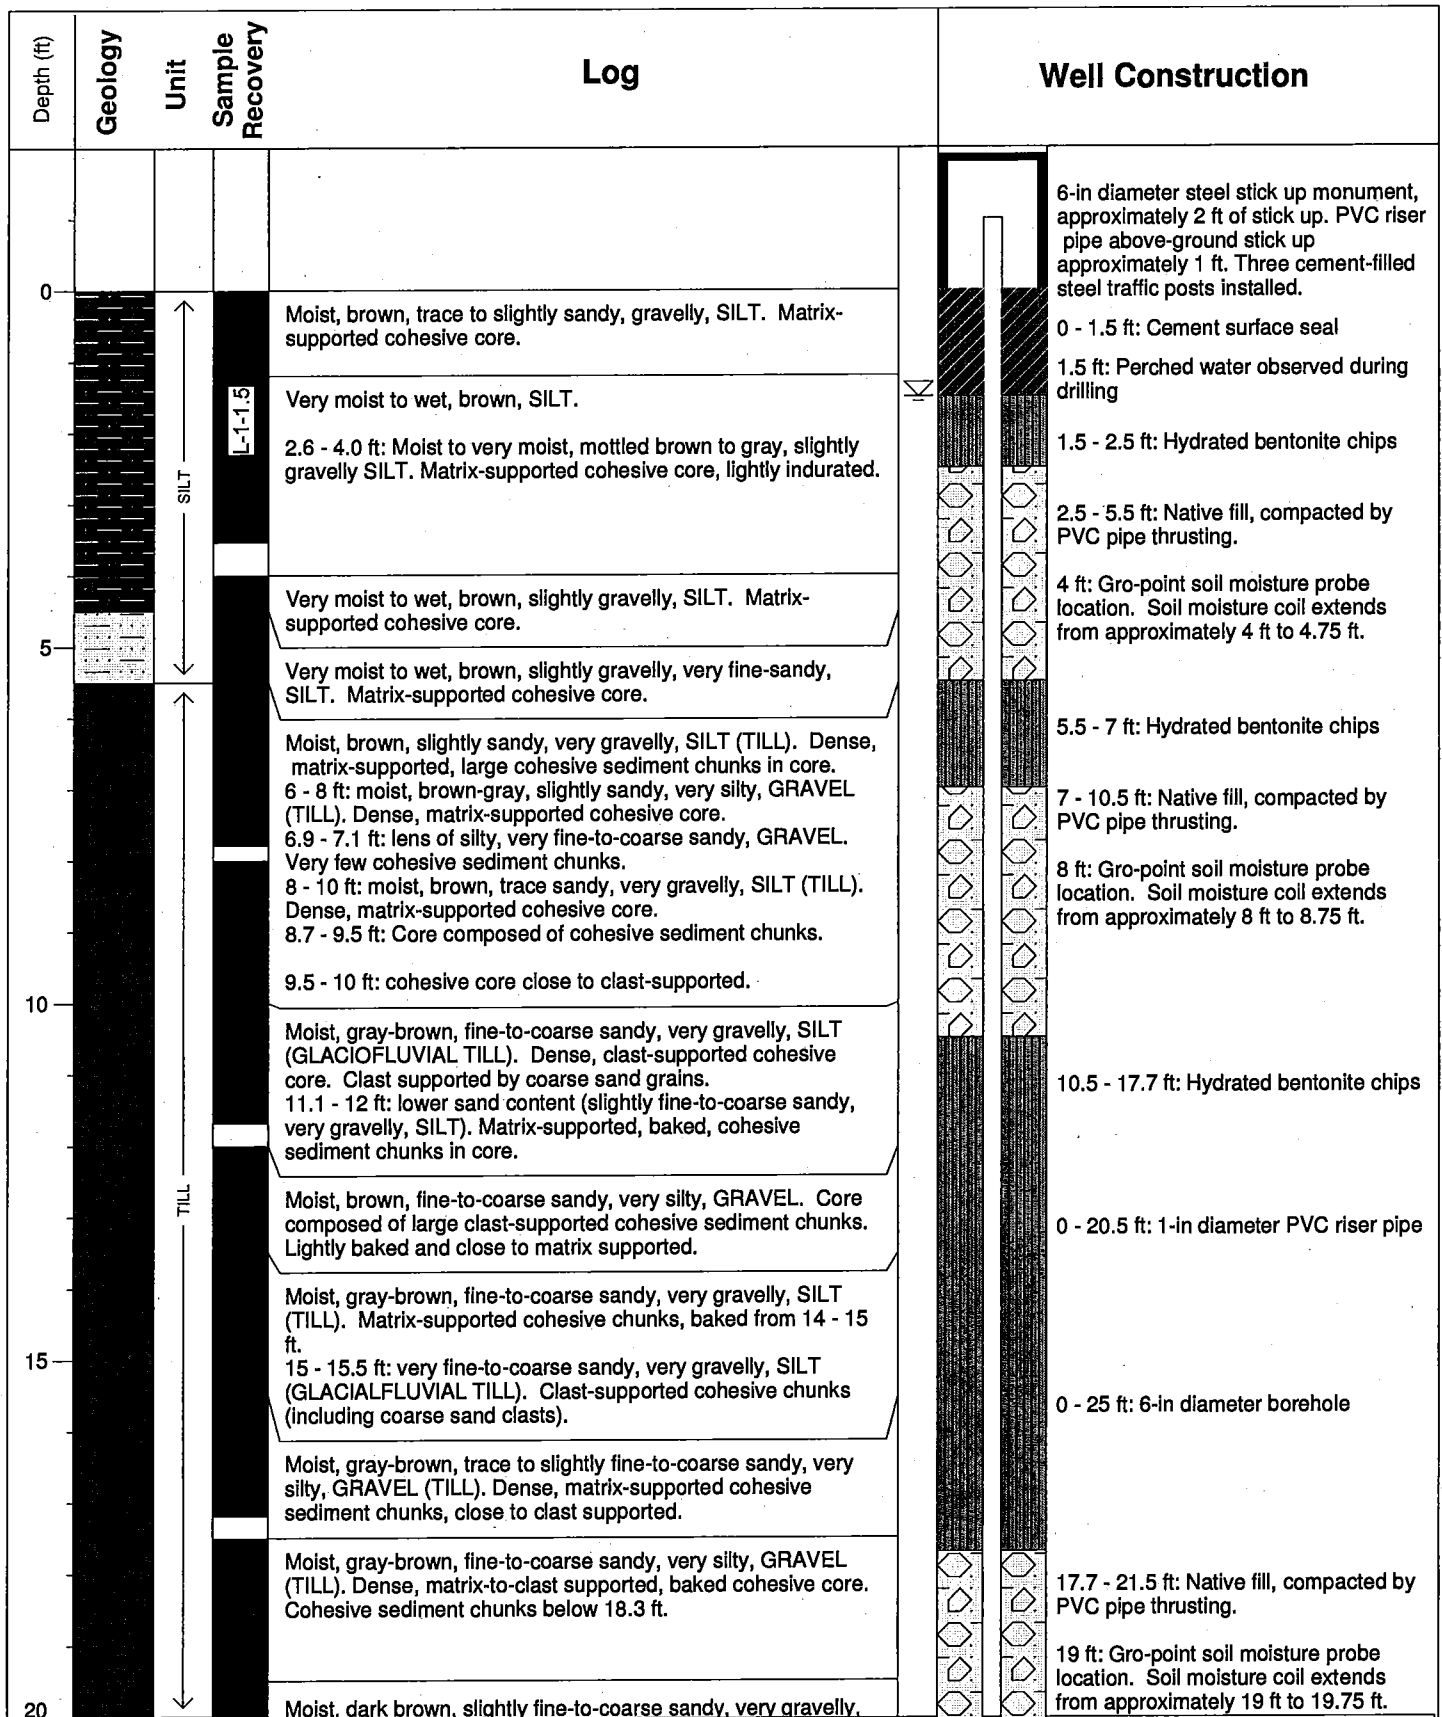 Depth (ft)
Geology
Unit
Sample
Recovery
Log
Well Construction
6-in diameter steel stick up monument,
approximately 2 ft of stick up. PVC riser
pipe above-ground stick up
approximately 1 ft. Three cement-filled
steel traffic posts installed.
0
Moist, brown, trace to slightly sandy, gravelly, SILT. Matrix-
supported cohesive core.
0 - 1.5 ft: Cement surface seal
1.5 ft: Perched water observed during
drilling
L-1-1.5
Very moist to wet, brown, SILT.
2.6 - 4.0 ft: Moist to very moist, mottled brown to gray, slightly
gravelly SILT. Matrix-supported cohesive core, lightly indurated.
1.5 - 2.5 ft: Hydrated bentonite chips
SILT
2.5 - 5.5 ft: Native fill, compacted by
PVC pipe thrusting.
4 ft: Gro-point soil moisture probe
location. Soil moisture coil extends
from approximately 4 ft to 4.75 ft.
Very moist to wet, brown, slightly gravelly, SILT. Matrix-
supported cohesive core.
5
Very moist to wet, brown, slightly gravelly, very fine-sandy,
SILT. Matrix-supported cohesive core.
5.5 - 7 ft: Hydrated bentonite chips
Moist, brown, slightly sandy, very gravelly, SILT (TILL). Dense,
matrix-supported, large cohesive sediment chunks in core.
6 - 8 ft: moist, brown-gray, slightly sandy, very silty, GRAVEL
(TILL). Dense, matrix-supported cohesive core.
6.9 - 7.1 ft: lens of silty, very fine-to-coarse sandy, GRAVEL.
Very few cohesive sediment chunks.
8 - 10 ft: moist, brown, trace sandy, very gravelly, SILT (TILL).
Dense, matrix-supported cohesive core.
8.7 - 9.5 ft: Core composed of cohesive sediment chunks.
9.5 - 10 ft: cohesive core close to clast-supported.
7 - 10.5 ft: Native fill, compacted by
PVC pipe thrusting.
8 ft: Gro-point soil moisture probe
location. Soil moisture coil extends
from approximately 8 ft to 8.75 ft.
10
Moist, gray-brown, fine-to-coarse sandy, very gravelly, SILT
(GLACIOFLUVIAL TILL). Dense, clast-supported cohesive
core. Clast supported by coarse sand grains.
11.1 - 12 ft: lower sand content (slightly fine-to-coarse sandy,
very gravelly, SILT). Matrix-supported, baked, cohesive
sediment chunks in core.
10.5 - 17.7 ft: Hydrated bentonite chips
TILL
Moist, brown, fine-to-coarse sandy, very silty, GRAVEL. Core
composed of large clast-supported cohesive sediment chunks.
Lightly baked and close to matrix supported.
0 - 20.5 ft: 1-in diameter PVC riser pipe
Moist, gray-brown, fine-to-coarse sandy, very gravelly, SILT
(TILL). Matrix-supported cohesive chunks, baked from 14 - 15
ft.
15 - 15.5 ft: very fine-to-coarse sandy, very gravelly, SILT
(GLACIALFLUVIAL TILL). Clast-supported cohesive chunks
(including coarse sand clasts).
15
0 - 25 ft: 6-in diameter borehole
Moist, gray-brown, trace to slightly fine-to-coarse sandy, very
silty, GRAVEL (TILL). Dense, matrix-supported cohesive
sediment chunks, close to clast supported.
Moist, gray-brown, fine-to-coarse sandy, very silty, GRAVEL
(TILL). Dense, matrix-to-clast supported, baked cohesive core.
Cohesive sediment chunks below 18.3 ft.
17.7 - 21.5 ft: Native fill, compacted by
PVC pipe thrusting.
19 ft: Gro-point soil moisture probe
location. Soil moisture coil extends
from approximately 19 ft to 19.75 ft.
20
Moist, dark brown, slightly fine-to-coarse sandy, very gravelly,